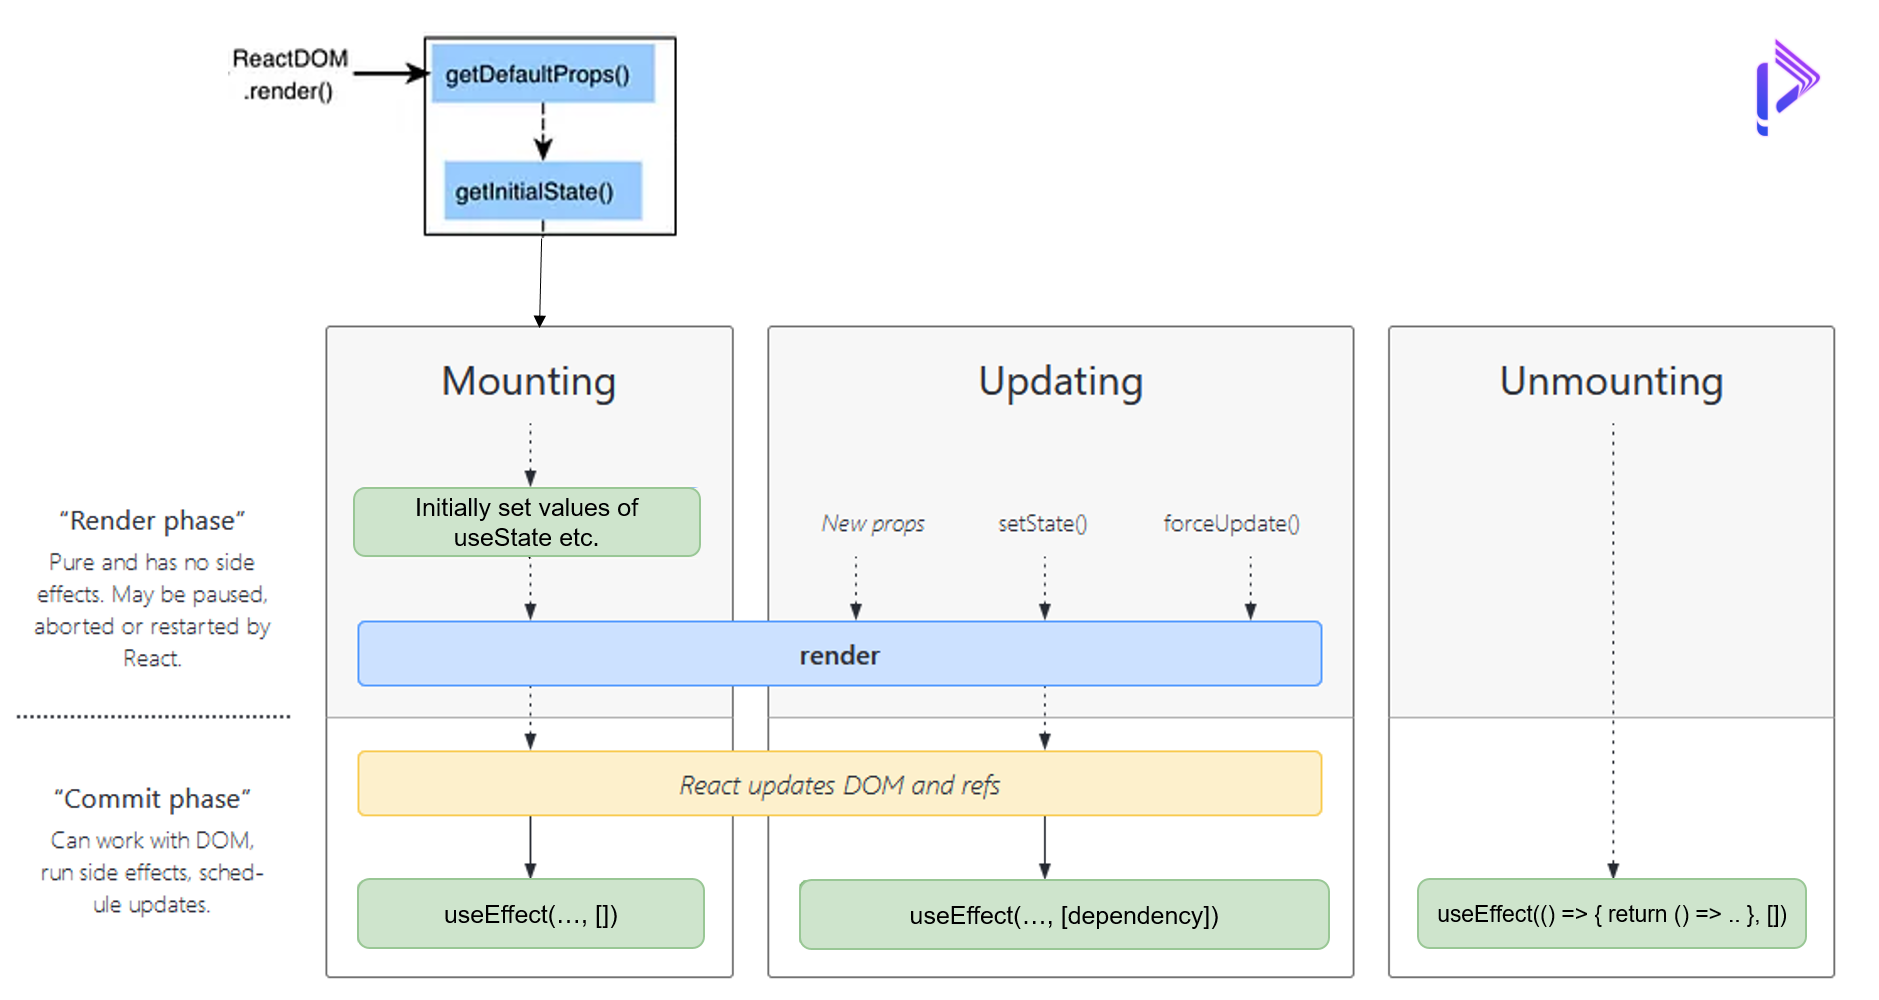 ReactDOM
.render()
getDefaultProps()
getInitialState()
Mounting
Updating
Unmounting
“Render phase”
Pure and has no side
effects. May be paused,
aborted or restarted by
React.
Initially set values of
useState etc.
New props
setState()
forceUpdate()
render
“Commit phase”
Can work with DOM,
run side effects, sched-
ule updates.
React updates DOM and refs
useEffect(…, [])
useEffect(…, [dependency])
useEffect(() => { return () => .. }, [])